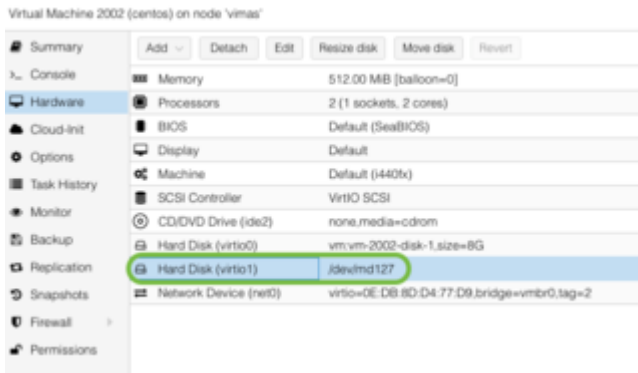 Virtual Machine 2002 (centos) on node 'vimas'
Summary
Console
Hardware
Cloud-Init
Options
Task History
Monitor
Backup
Replication
Snapshots
Firewall
Permissions
Add Detach Edit Resize disk Move disk Revert
Memory 512.00 MiB [balloon=0]
Processors 2 (1 sockets, 2 cores)
BIOS Default (SeaBIOS)
Display Default
Machine Default (i440fx)
SCSI Controller VirtIO SCSI
CD/DVD Drive (ide2) none,media=cdrom
Hard Disk (virtio0) vm:vm-2002-disk-1,size=8G
Hard Disk (virtio1) /dev/md127
Network Device (net0) virtio=0E:DB:8D:D4:77:D9,bridge=vmbr0,tag=2